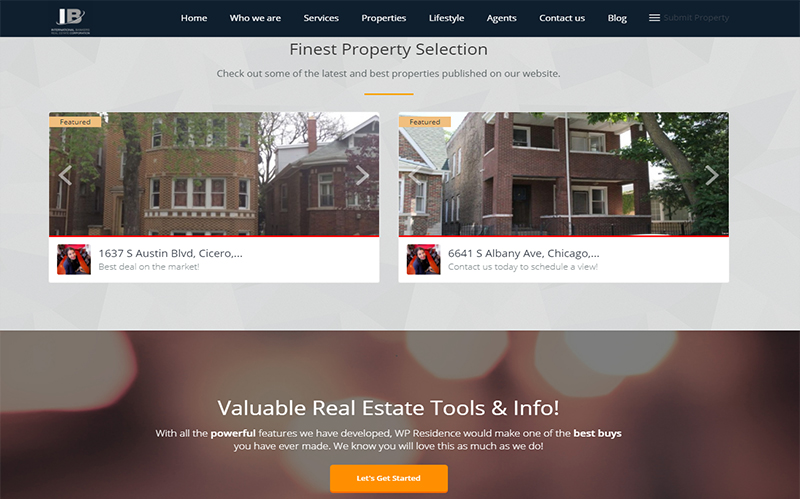 IB
Home Who we are Services Properties Lifestyle Agents Contact us Blog Submit Property
INTERNATIONAL BANKERS
REAL ESTATE CORPORATION
Finest Property Selection
Check out some of the latest and best properties published on our website.
Featured Featured
1637 S Austin Blvd, Cicero,... 6641 S Albany Ave, Chicago,...
Best deal on the market! Contact us today to schedule a view!
Valuable Real Estate Tools & Info!
With all the powerful features we have developed, WP Residence would make one of the best buys
you have ever made. We know you will love this as much as we do!
Let's Get Started